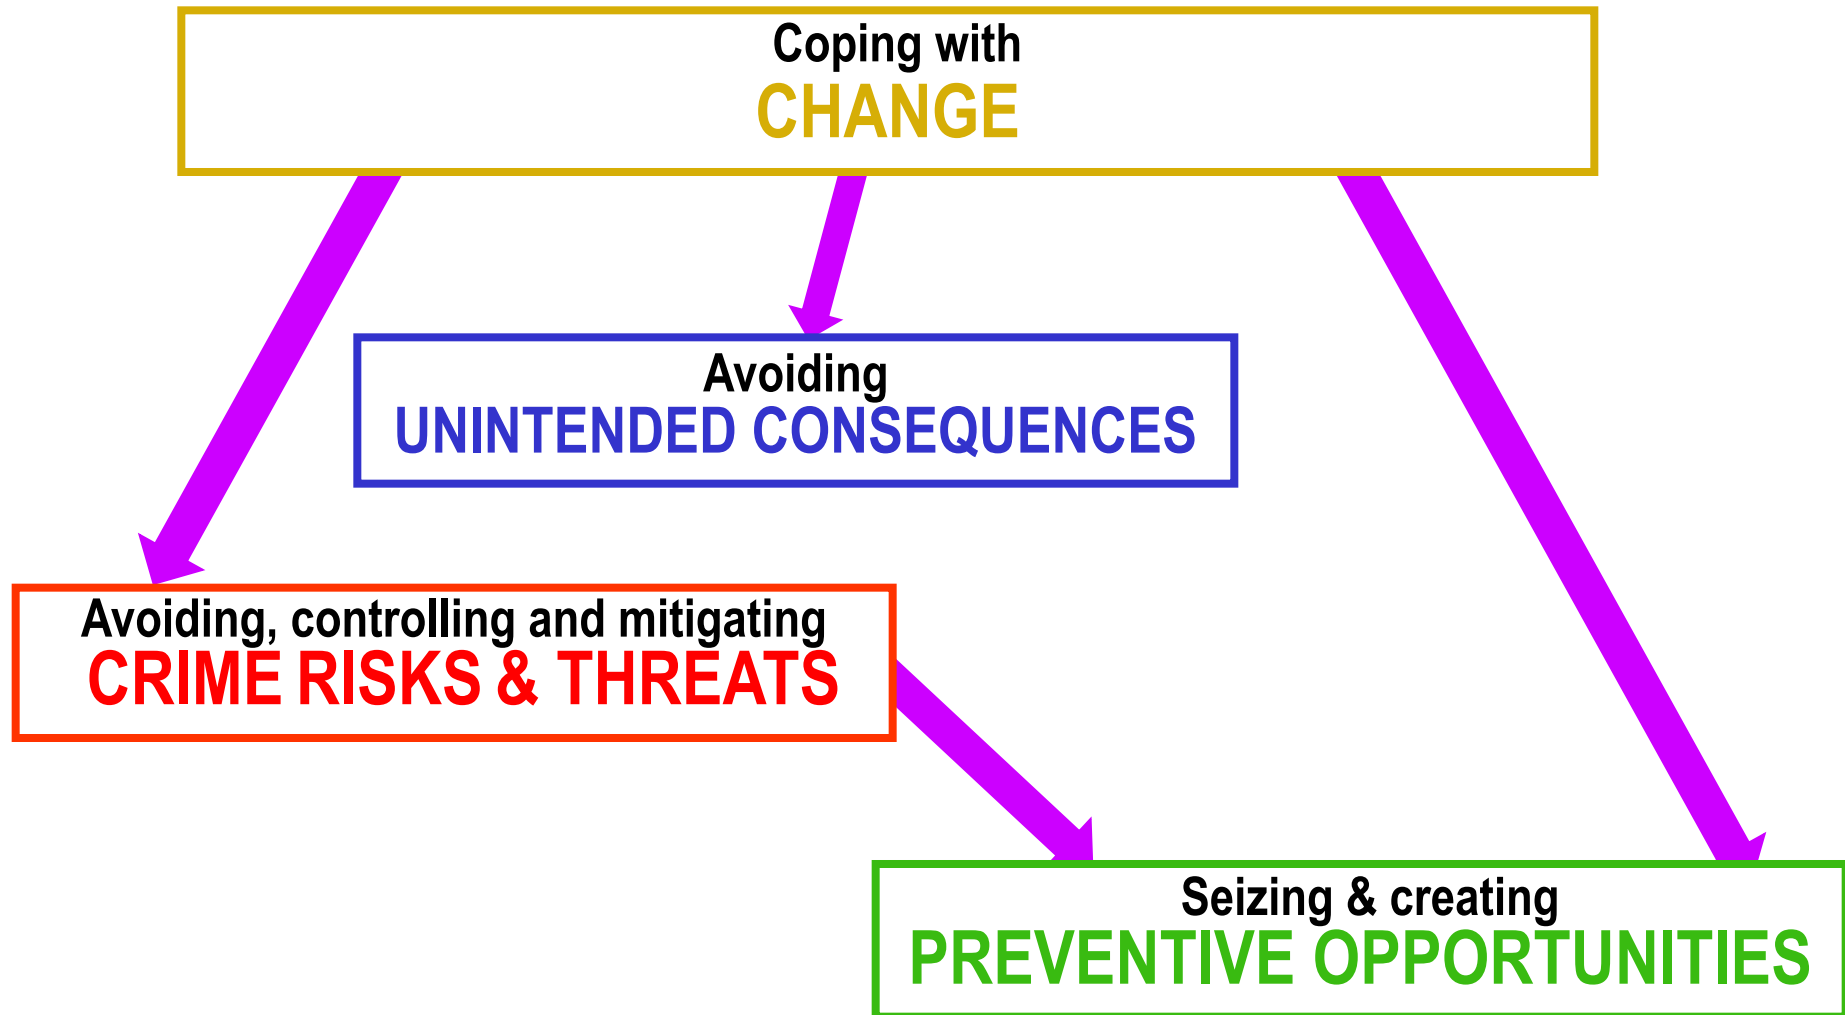 Coping with
CHANGE
Avoiding
UNINTENDED CONSEQUENCES
Avoiding, controlling and mitigating
CRIME RISKS & THREATS
Seizing & creating
PREVENTIVE OPPORTUNITIES